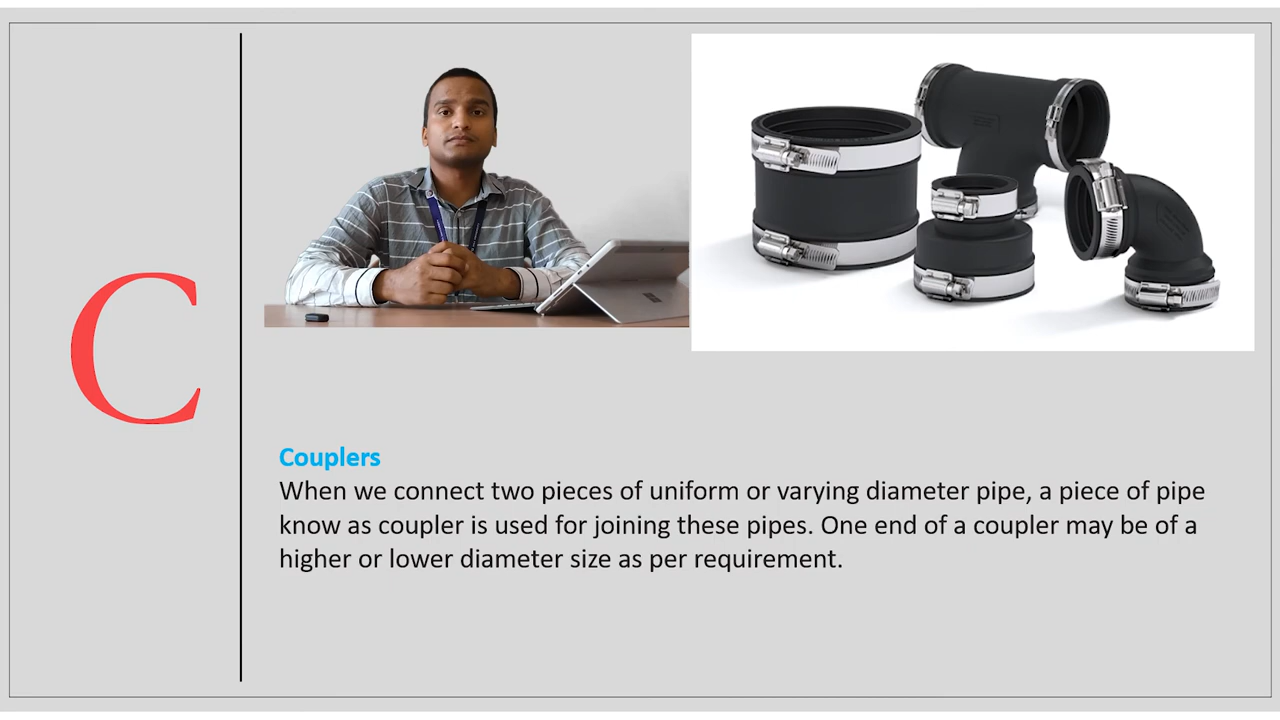 C
Couplers
When we connect two pieces of uniform or varying diameter pipe, a piece of pipe
know as coupler is used for joining these pipes. One end of a coupler may be of a
higher or lower diameter size as per requirement.